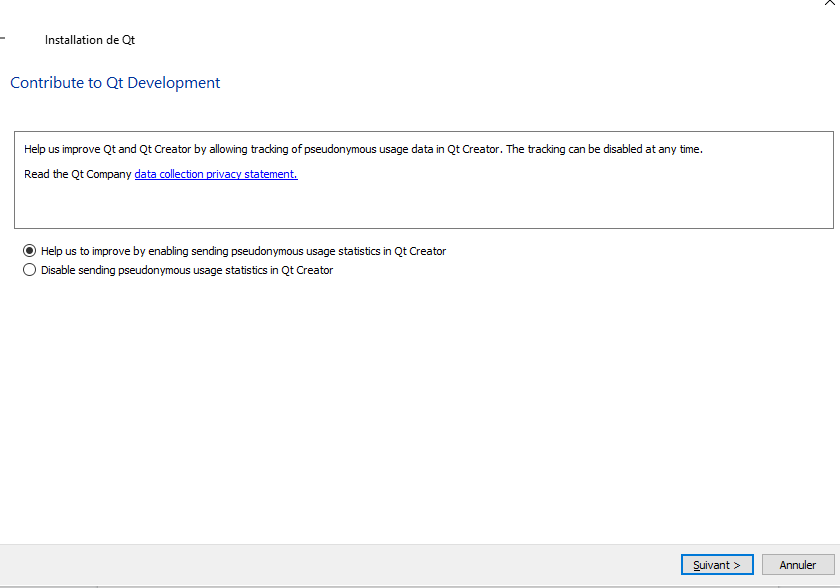 Installation de Qt
Contribute to Qt Development
Help us improve Qt and Qt Creator by allowing tracking of pseudonymous usage data in Qt Creator. The tracking can be disabled at any time.
Read the Qt Company data collection privacy statement.
Help us to improve by enabling sending pseudonymous usage statistics in Qt Creator
Disable sending pseudonymous usage statistics in Qt Creator
Suivant > Annuler